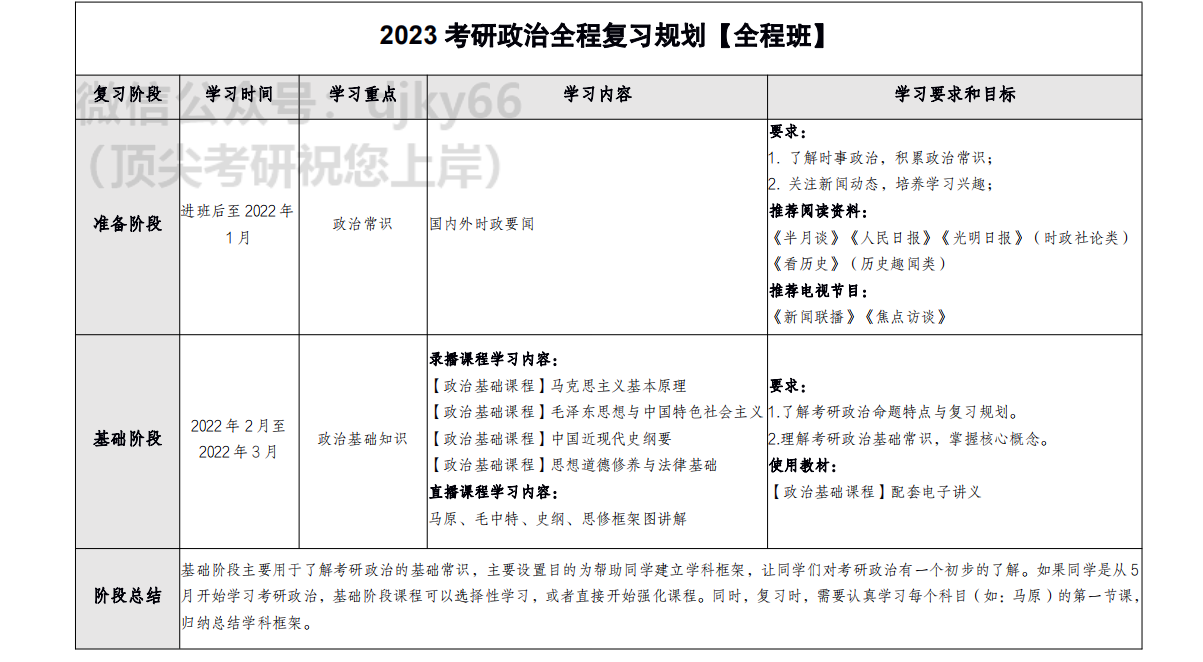 2023 考研政治全程复习规划【全程班】
复习阶段 学习时间 学习重点 学习内容 学习要求和目标
微信公众号：djky66
（顶尖考研祝您上岸）
准备阶段
进班后至 2022 年
1 月
政治常识
国内外时政要闻
要求：
1. 了解时事政治，积累政治常识；
2. 关注新闻动态，培养学习兴趣；
推荐阅读资料：
《半月谈》《人民日报》《光明日报》（时政社论类）
《看历史》（历史趣闻类）
推荐电视节目：
《新闻联播》《焦点访谈》
基础阶段
2022 年 2 月至
2022 年 3 月
政治基础知识
录播课程学习内容：
【政治基础课程】马克思主义基本原理
【政治基础课程】毛泽东思想与中国特色社会主义
【政治基础课程】中国近现代史纲要
【政治基础课程】思想道德修养与法律基础
直播课程学习内容：
马原、毛中特、史纲、思修框架图讲解
要求：
1.了解考研政治命题特点与复习规划。
2.理解考研政治基础常识，掌握核心概念。
使用教材：
【政治基础课程】配套电子讲义
阶段总结
基础阶段主要用于了解考研政治的基础常识，主要设置目的为帮助同学建立学科框架，让同学们对考研政治有一个初步的了解。如果同学是从 5
月开始学习考研政治，基础阶段课程可以选择性学习，或者直接开始强化课程。同时，复习时，需要认真学习每个科目（如：马原）的第一节课，
归纳总结学科框架。